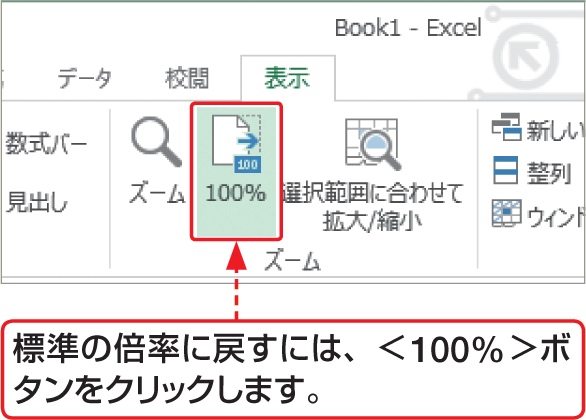 Book1 - Excel
データ 校閲 表示
数式バー
見出し
ズーム
100
100%
選択範囲に合わせて
拡大/縮小
ズーム
新しい
整列
ウィンド
標準の倍率に戻すには、＜100％＞ボ
タンをクリックします。